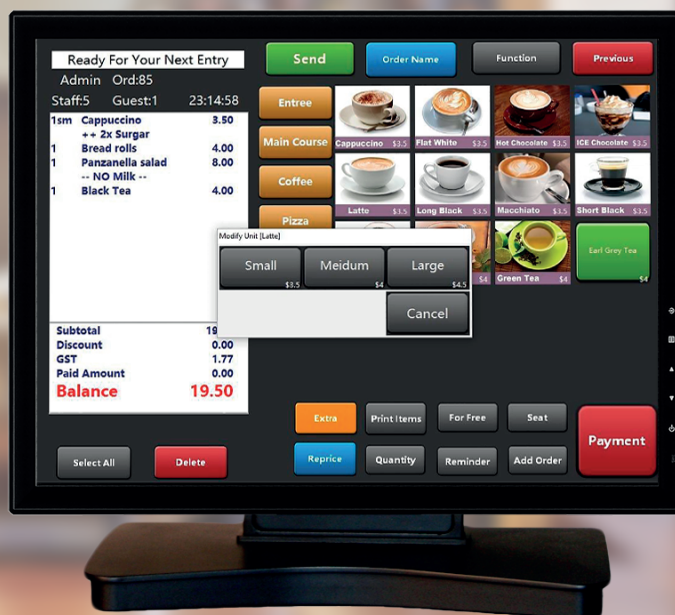 Ready For Your Next Entry
Admin Ord:85
Staff:5 Guest:1 23:14:58
1sm Cappuccino 3.50
++ 2x Surgar
1 Bread rolls 4.00
1 Panzanella salad 8.00
-- NO Milk --
1 Black Tea 4.00
Subtotal 19
Discount 0.00
GST 1.77
Paid Amount 0.00
Balance 19.50
Select All
Delete
Send
Order Name
Function
Previous
Entree
Main Course
Coffee
Pizza
Cappuccino $3.5
Flat White $3.5
Hot Chocolate $3.5
ICE Chocolate $3.5
Latte $3.5
Long Black $3.5
Macchiato $3.5
Short Black $3.5
$4
Green Tea $4
Earl Grey Tea
$4
Modify Unit [Latte]
Small
$3.5
Meidum
$4
Large
$4.5
Cancel
Extra
Print Items
For Free
Seat
Reprice
Quantity
Reminder
Add Order
Payment